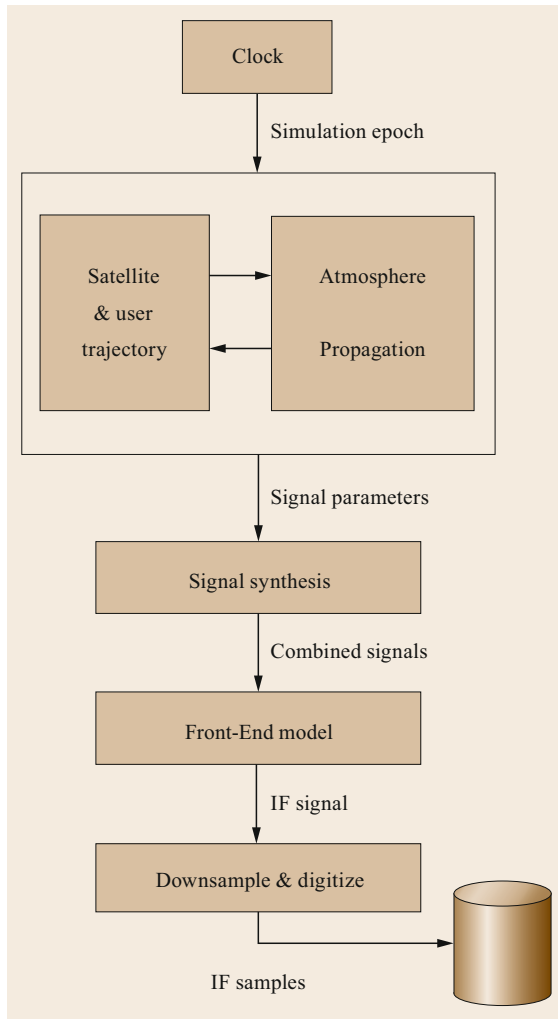 Clock
Simulation epoch
Satellite
& user
trajectory
Atmosphere
Propagation
Signal parameters
Signal synthesis
Combined signals
Front-End model
IF signal
Downsample & digitize
IF samples